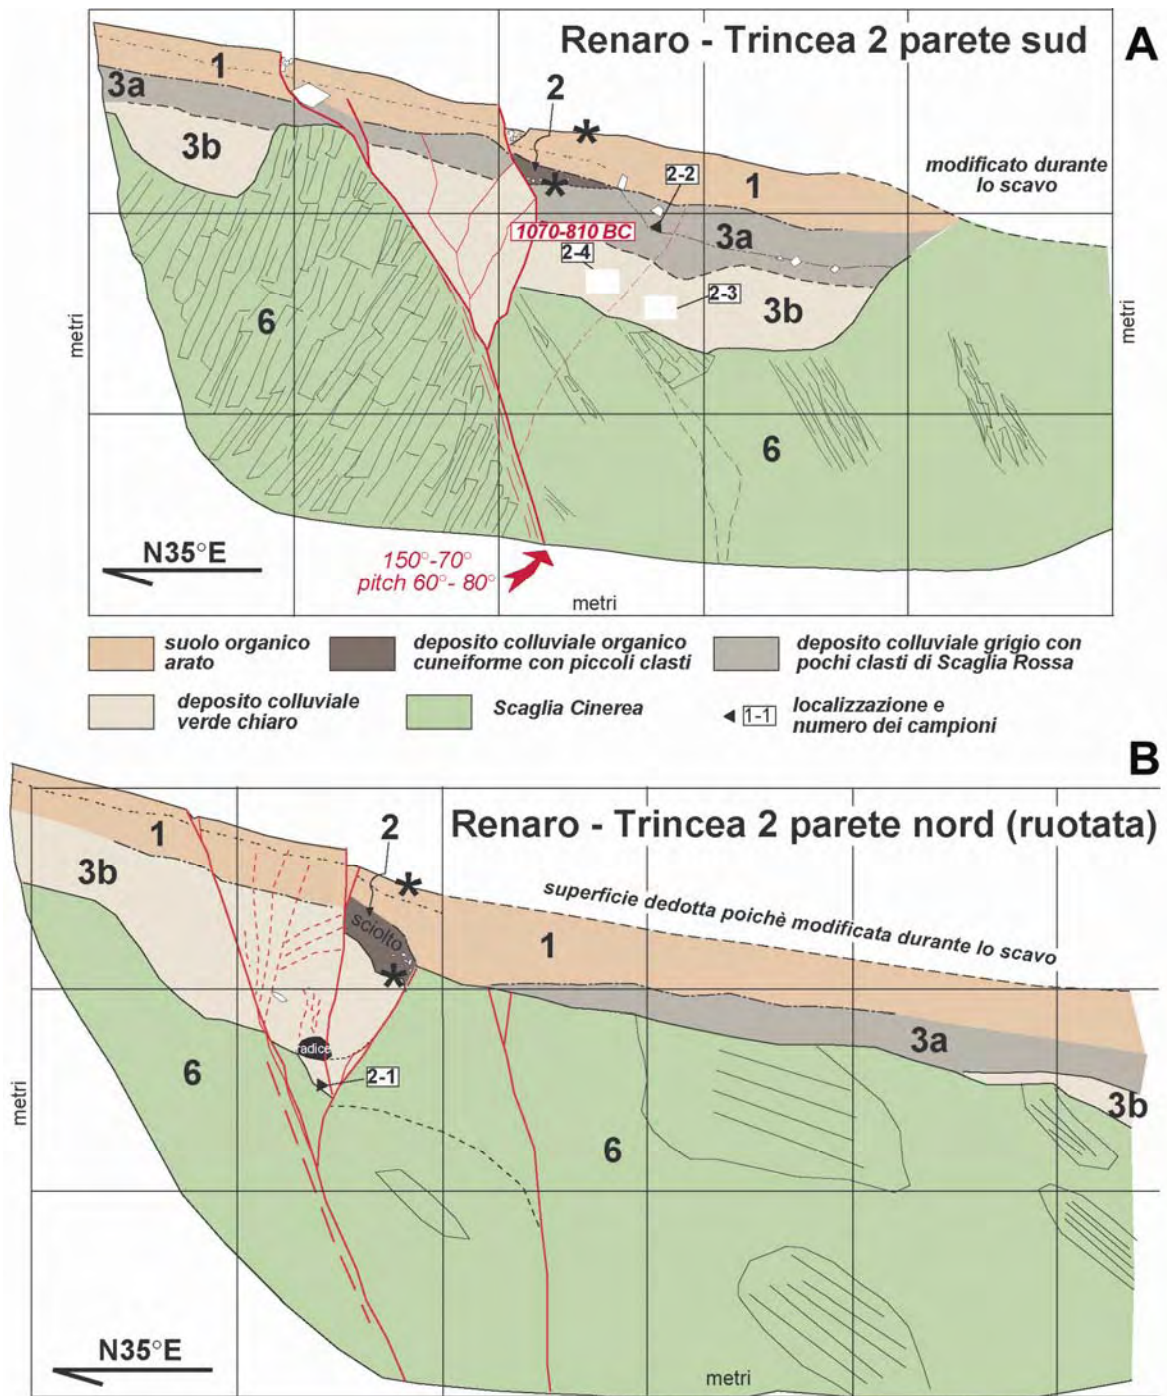 Renaro - Trincea 2 parete sud
A
1
3a
3b
2
*
*
2-2
1
modificato durante
lo scavo
1070-810 BC
3a
2-4
2-3
3b
6
6
metri
metri
N35°E
150°-70°
pitch 60°- 80°
metri
suolo organico
arato
deposito colluviale organico
cuneiforme con piccoli clasti
deposito colluviale grigio con
pochi clasti di Scaglia Rossa
deposito colluviale
verde chiaro
Scaglia Cinerea
1-1
localizzazione e
numero dei campioni
B
Renaro - Trincea 2 parete nord (ruotata)
1
2
3b
*
sciolto
*
superficie dedotta poichè modificata durante lo scavo
1
3a
radice
2-1
6
6
3b
metri
N35°E
metri